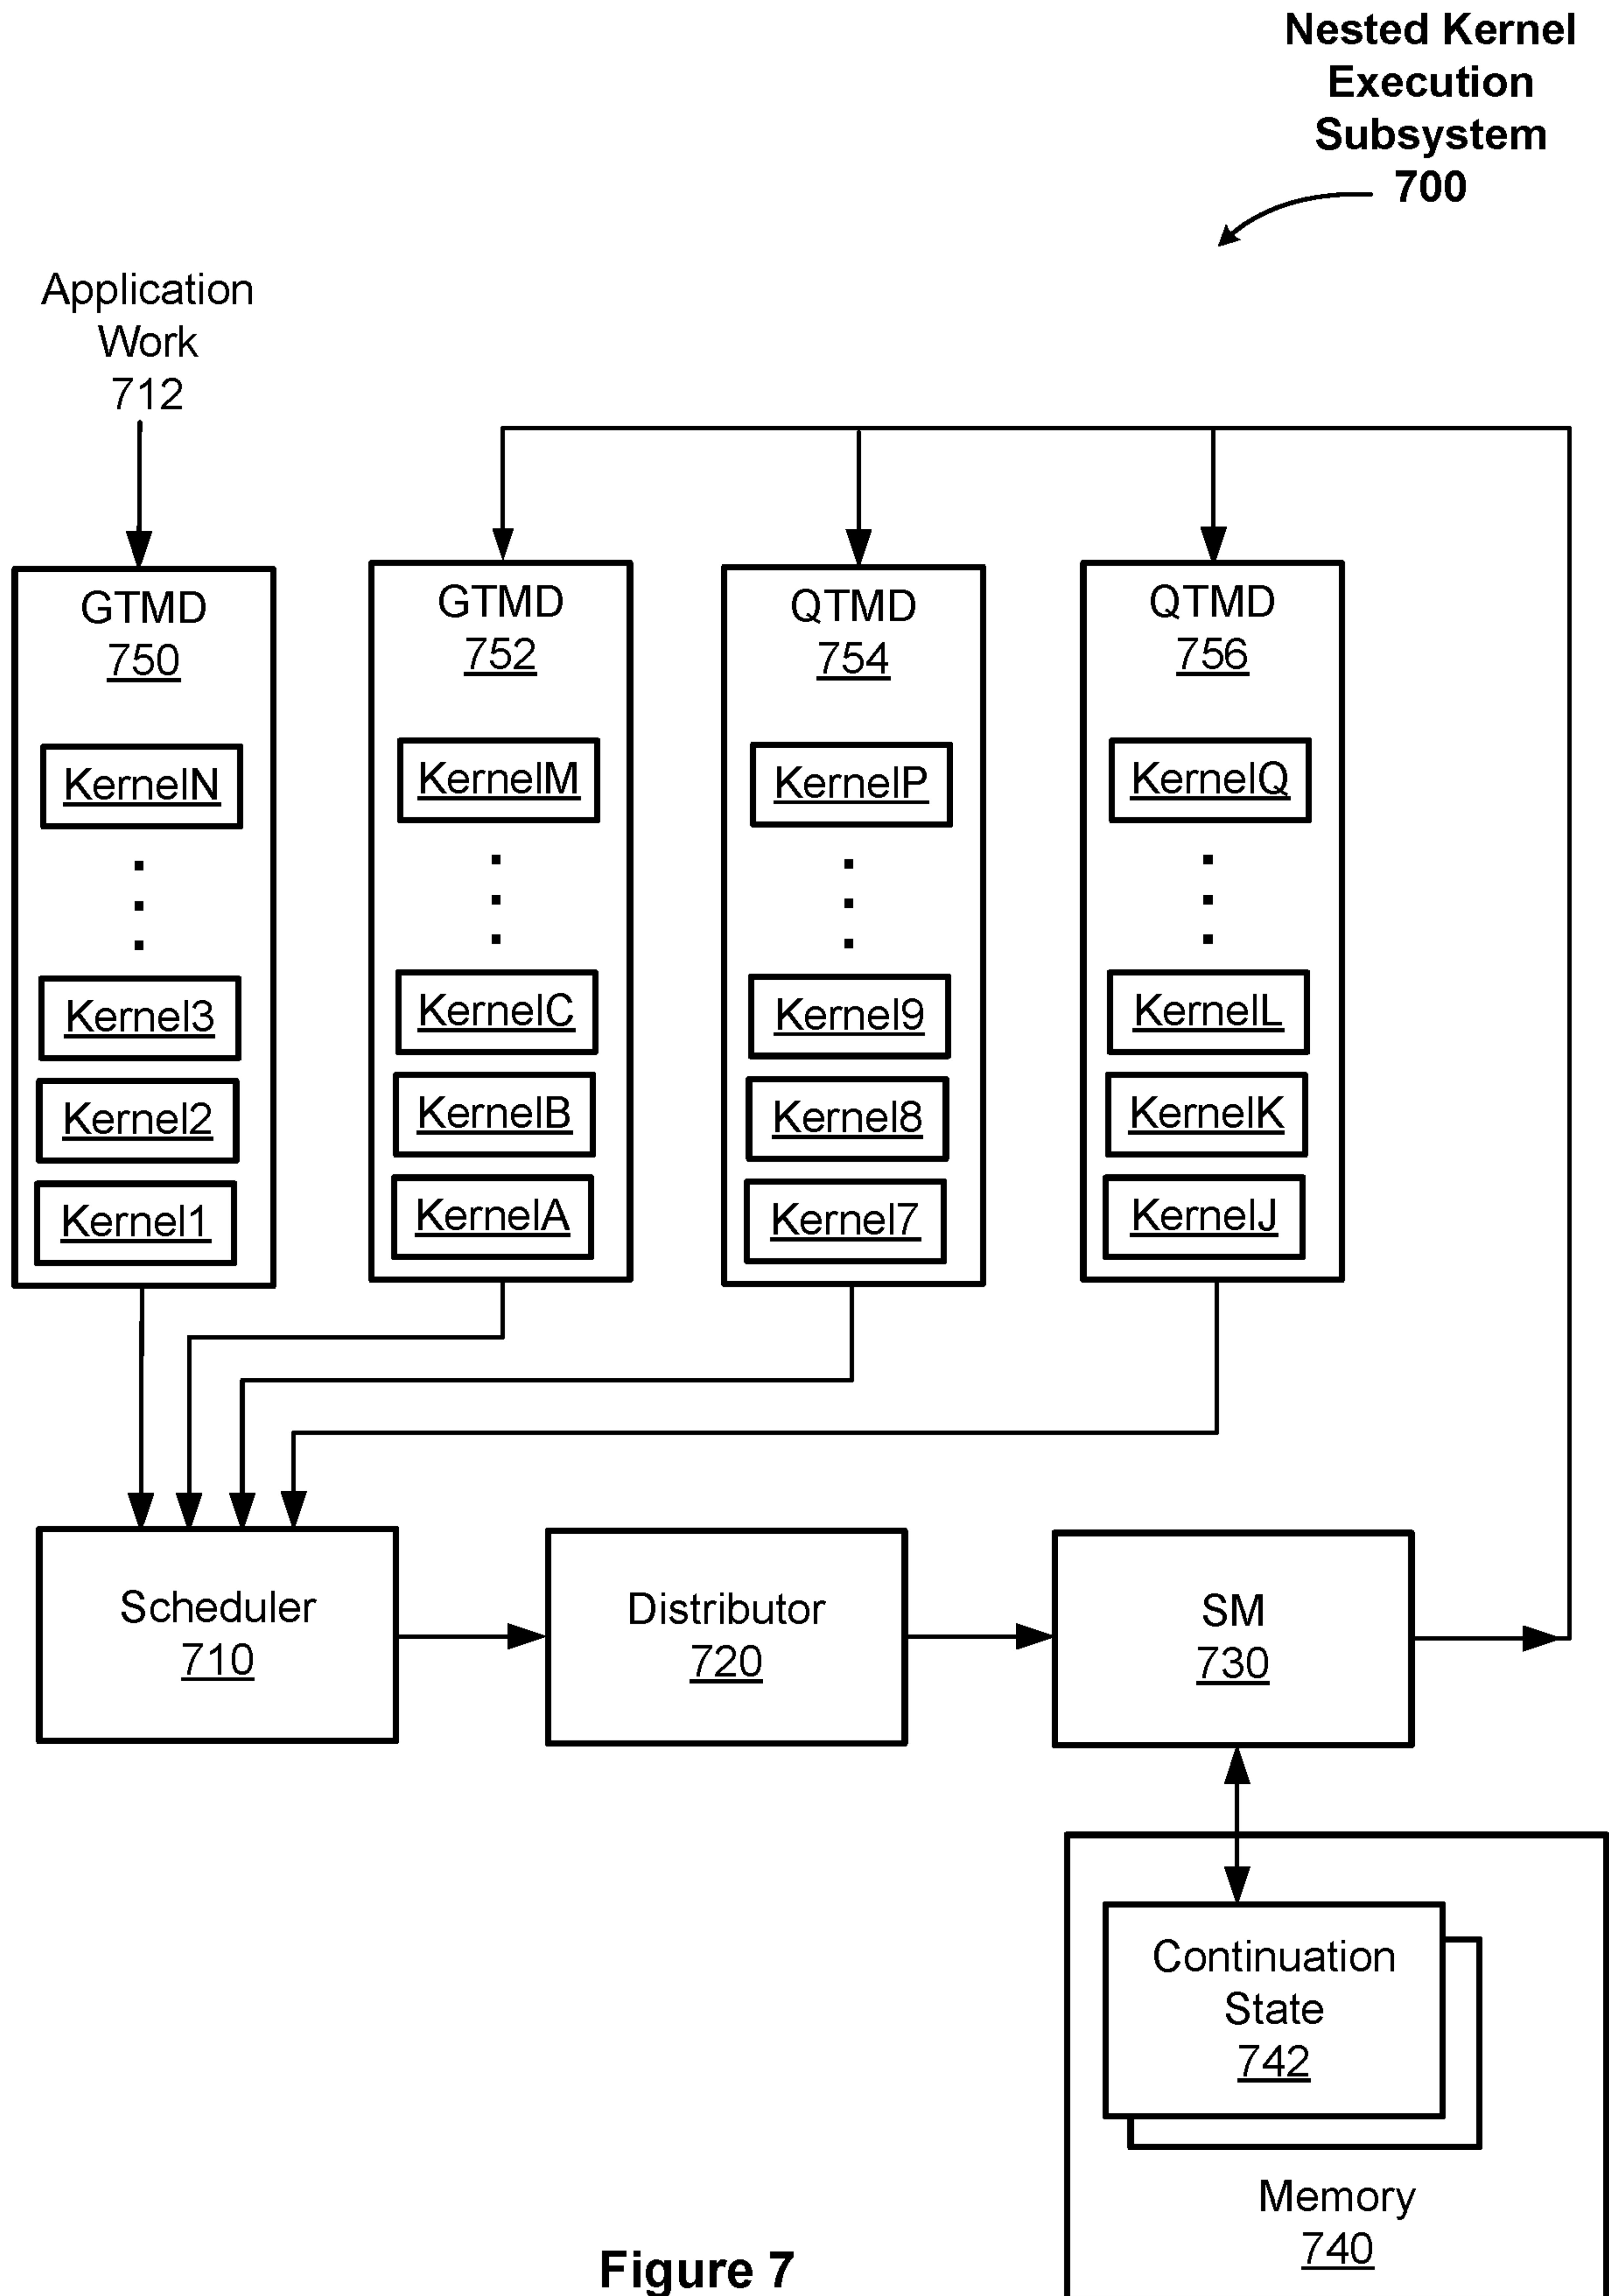 Nested Kernel
Execution
Subsystem
700
Application
Work
712
GTMD
750
KernelN
Kernel3
Kernel2
Kernel1
GTMD
752
KernelM
KernelC
KernelB
KernelA
QTMD
754
KernelP
Kernel9
Kernel8
Kernel7
QTMD
756
KernelQ
KernelL
KernelK
KernelJ
Scheduler
710
Distributor
720
SM
730
Continuation
State
742
Memory
740
Figure 7